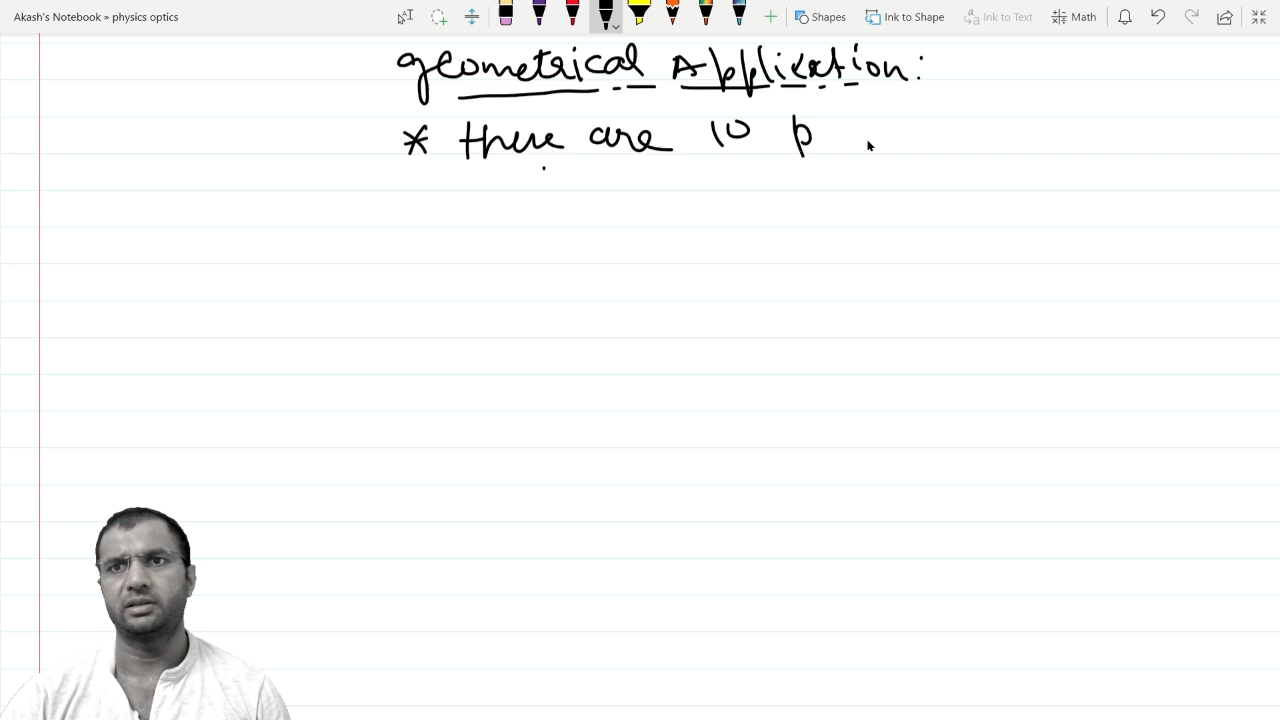 Akash's Notebook » physics optics
Shapes Ink to Shape Ink to Text Math
geometrical Application:
* there are 10 p